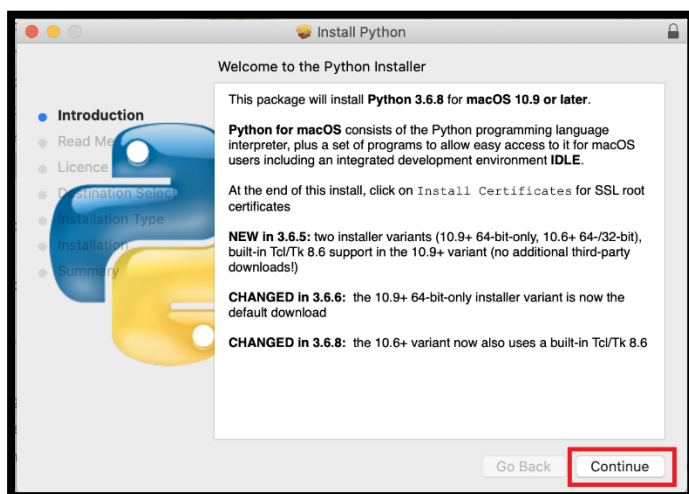 Install Python
Welcome to the Python Installer
Introduction
Read Me
Licence
Destination Select
Installation Type
Installation
Summary
This package will install Python 3.6.8 for macOS 10.9 or later.
Python for macOS consists of the Python programming language
interpreter, plus a set of programs to allow easy access to it for macOS
users including an integrated development environment IDLE.
At the end of this install, click on Install Certificates for SSL root
certificates
NEW in 3.6.5: two installer variants (10.9+ 64-bit-only, 10.6+ 64-/32-bit),
built-in Tcl/Tk 8.6 support in the 10.9+ variant (no additional third-party
downloads!)
CHANGED in 3.6.6: the 10.9+ 64-bit-only installer variant is now the
default download
CHANGED in 3.6.8: the 10.6+ variant now also uses a built-in Tcl/Tk 8.6
Go Back
Continue